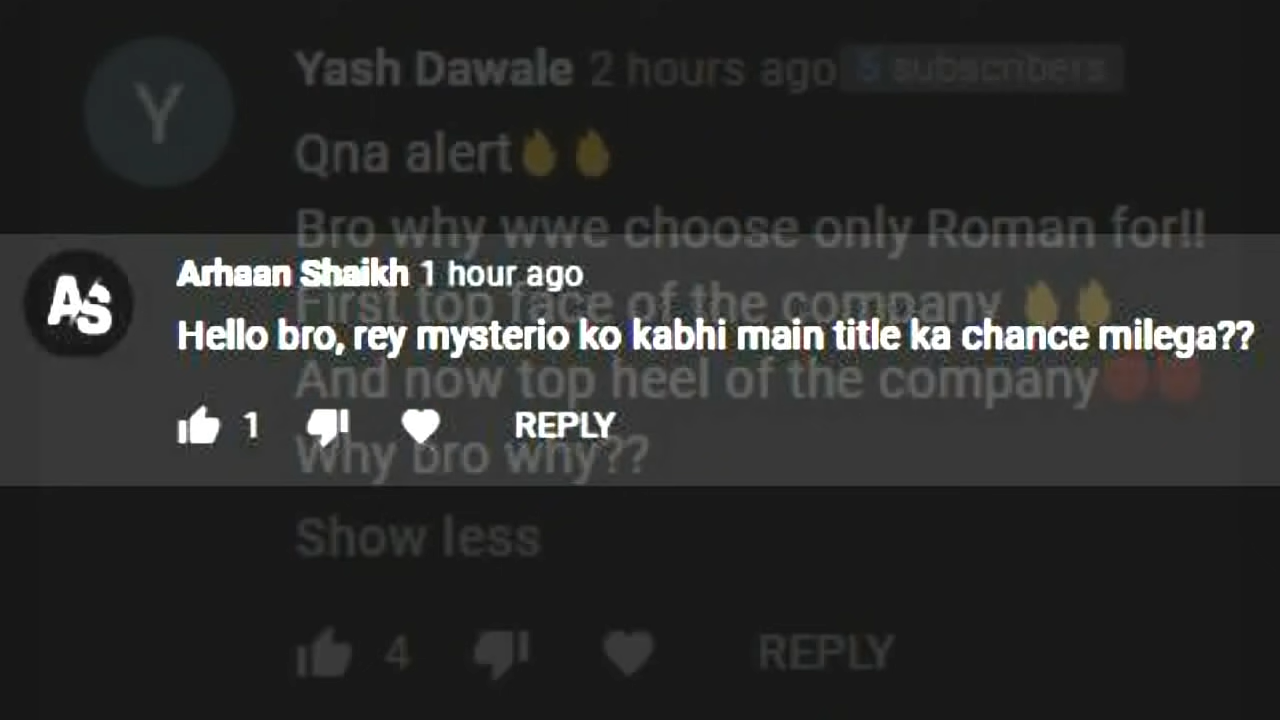 Y
Yash Dawale 2 hours ago 5 subscribers
Qna alert🔥🔥
Bro why wwe choose only Roman for!!
AS
Arhaan Shaikh 1 hour ago
First top face of the company 🔥🔥
Hello bro, rey mysterio ko kabhi main title ka chance milega??
And now top heel of the company
1 REPLY
Why bro why??
Show less
4 REPLY